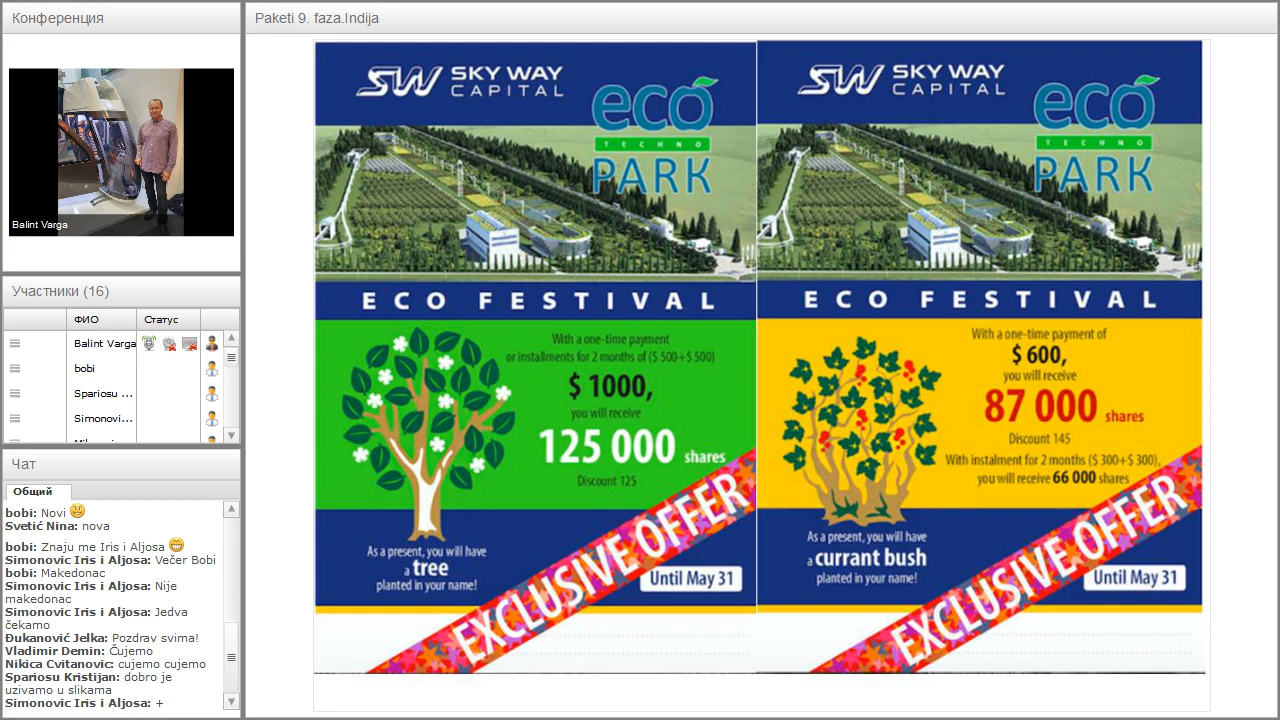 Конференция
Balint Varga
Участники (16)
ФИО
Статус
Balint Varga
bobi
Spariosu ...
Simonovi...
Чат
Общий
bobi: Novi
Svetić Nina: nova
bobi: Znaju me Iris i Aljosa
Simonovic Iris i Aljosa: Večer Bobi
bobi: Makedonac
Simonovic Iris i Aljosa: Nije
makedonac
Simonovic Iris i Aljosa: Jedva
čekamo
Đukanović Jelka: Pozdrav svima!
Vladimir Demin: Čujemo
Nikica Cvitanovic: cujemo cujemo
Spariosu Kristijan: dobro je
uzivamo u slikama
Simonovic Iris i Aljosa: +
Paketi 9. faza.Indija
SW SKY WAY
CAPITAL
eco
TECHNO
PARK
ECO FESTIVAL
With a one-time payment
or installments for 2 months of ($ 500+$ 500)
$ 1000,
you will receive
125 000 shares
Discount 125
As a present, you will have
a tree
planted in your name!
EXCLUSIVE OFFER
Until May 31
SW SKY WAY
CAPITAL
eco
TECHNO
PARK
ECO FESTIVAL
With a one-time payment of
$ 600,
you will receive
87 000 shares
Discount 145
With instalment for 2 months ($ 300+$ 300),
you will receive 66 000 shares
As a present, you will have
a currant bush
planted in your name!
EXCLUSIVE OFFER
Until May 31